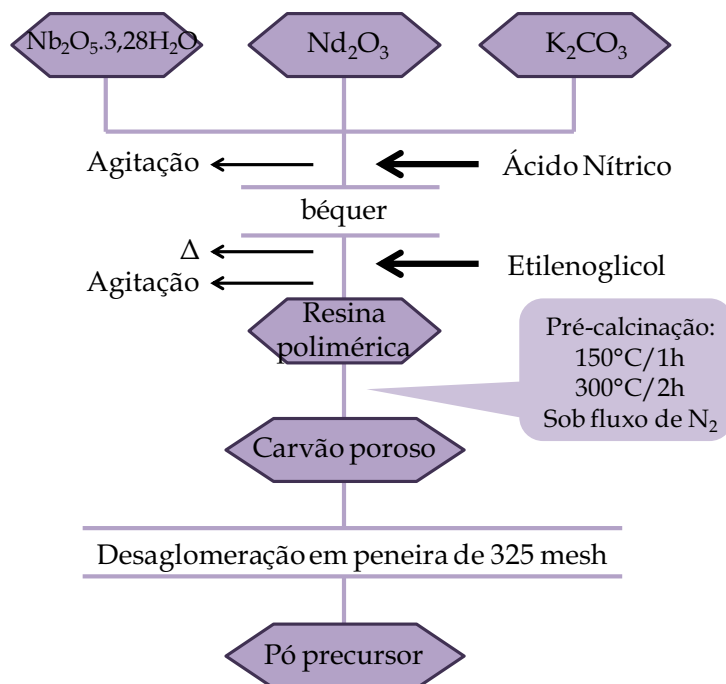 Nb₂O₅.3,28H₂O
Nd₂O₃
K₂CO₃
Agitação
Ácido Nítrico
béquer
Δ
Agitação
Etilenoglicol
Resina
polimérica
Pré-calcinação:
150°C/1h
300°C/2h
Sob fluxo de N₂
Carvão poroso
Desaglomeração em peneira de 325 mesh
Pó precursor